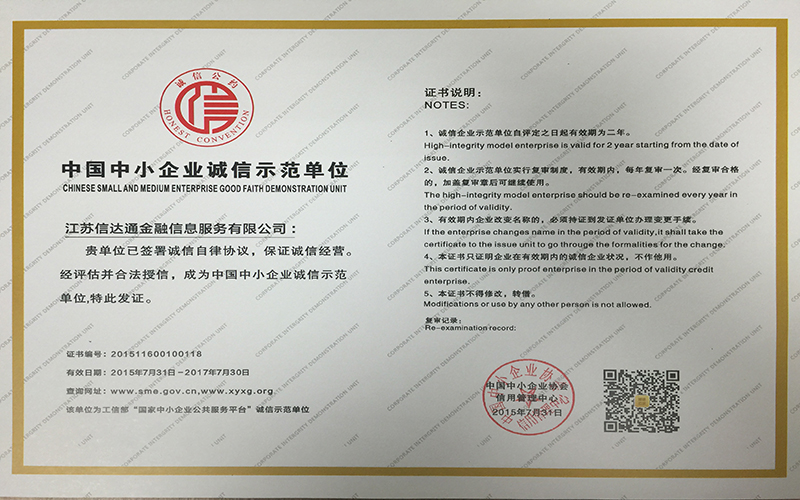 诚信公约
HONEST CONVENTION
中国中小企业诚信示范单位
CHINESE SMALL AND MEDIUM ENTERPRISE GOOD FAITH DEMONSTRATION UNIT
江苏信达通金融信息服务有限公司：
贵单位已签署诚信自律协议，保证诚信经营。
经评估并合法授信，成为中国中小企业诚信示范
单位,特此发证。
证书编号：201511600100118
有效日期：2015年7月31日－2017年7月30日
查询网址：www.sme.gov.cn,www.xyxg.org
该单位为工信部“国家中小企业公共服务平台”诚信示范单位
证书说明：
NOTES:
1、诚信企业示范单位自评定之日起有效期为二年。
High-integrity model enterprise is valid for 2 year starting from the date of
issue.
2、诚信企业示范单位实行复审制度，有效期内，每年复审一次。经复审合格
的，加盖复审章后可继续使用。
The high-integrity model enterprise should be re-examined every year in
the period of validity.
3、有效期内企业改变名称的，必须持证到发证单位办理变更手续。
If the enterprise changes name in the period of validity,it shall take the
certificate to the issue unit to go througe the formalities for the change.
4、本证书只证明企业在有效期内的诚信企业状况，不作他用。
This certificate is only proof enterprise in the period of validity credit
enterprise.
5、本证书不得修改，转借。
Modifications or use by any other person is not allowed.
复审记录：
Re-examination record:
中国中小企业协会
信用管理中心
2015年7月31日
CORPORATE INTERGRITY DEMONSTRATION UNIT